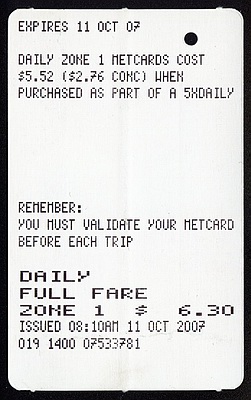 EXPIRES 11 OCT 07
DAILY ZONE 1 METCARDS COST
$5.52 ($2.76 CONC) WHEN
PURCHASED AS PART OF A 5XDAILY
REMEMBER:
YOU MUST VALIDATE YOUR METCARD
BEFORE EACH TRIP
DAILY
FULL FARE
ZONE 1 $ 6.30
ISSUED 08:10AM 11 OCT 2007
019 1400 07533781